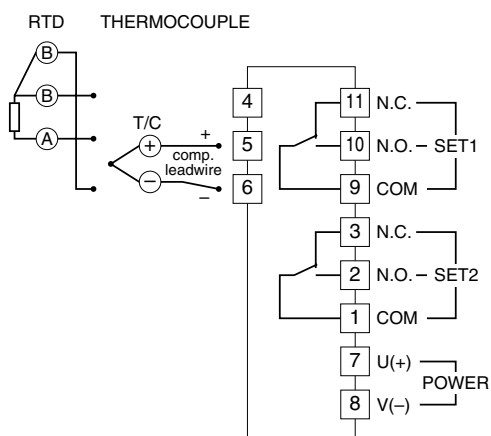 RTD THERMOCOUPLE
B
B
A
T/C
+
−
+
comp.
leadwire
−
4
5
6
11 N.C.
10 N.O. SET1
9 COM
3 N.C.
2 N.O. SET2
1 COM
7 U(+)
POWER
8 V(−)